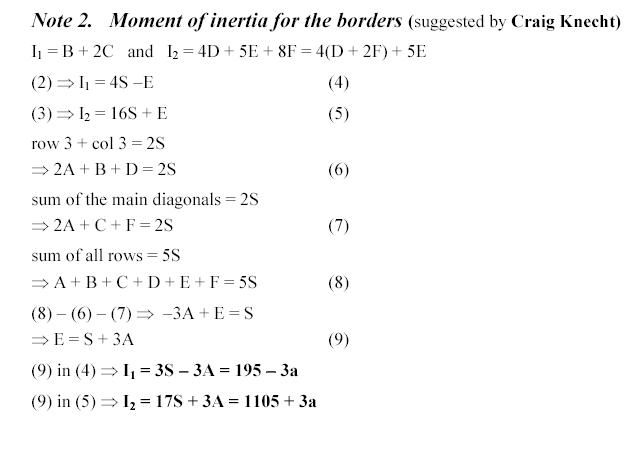 Note 2. Moment of inertia for the borders (suggested by Craig Knecht)
I₁ = B + 2C and I₂ = 4D + 5E + 8F = 4(D + 2F) + 5E
(2) ⇒ I₁ = 4S –E (4)
(3) ⇒ I₂ = 16S + E (5)
row 3 + col 3 = 2S
⇒ 2A + B + D = 2S (6)
sum of the main diagonals = 2S
⇒ 2A + C + F = 2S (7)
sum of all rows = 5S
⇒ A + B + C + D + E + F = 5S (8)
(8) – (6) – (7) ⇒ –3A + E = S
⇒ E = S + 3A (9)
(9) in (4) ⇒ I₁ = 3S – 3A = 195 – 3a
(9) in (5) ⇒ I₂ = 17S + 3A = 1105 + 3a